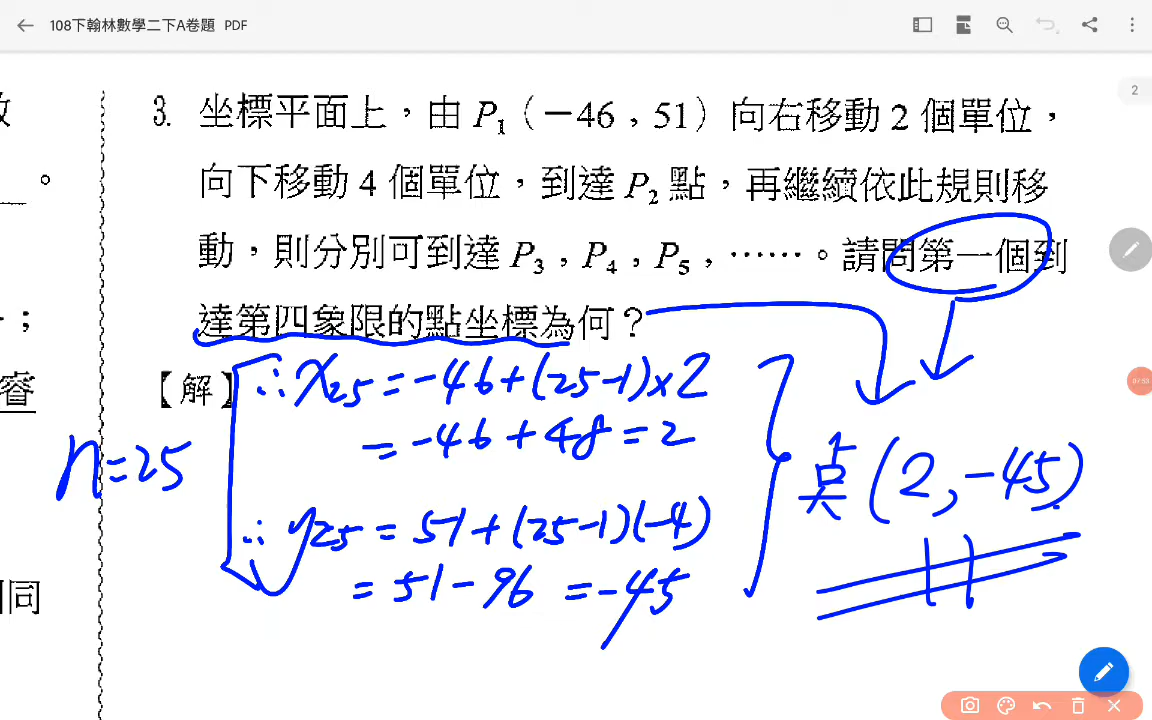 108下翰林數學二下A卷題 PDF
2
3. 坐標平面上，由 P₁（－46，51）向右移動 2 個單位，
向下移動 4 個單位，到達 P₂ 點，再繼續依此規則移
動，則分別可到達 P₃，P₄，P₅，……。請問第一個到
達第四象限的點坐標為何？
【解】
n=25
∴x₂₅=-46+(25-1)×2
=-46+48=2
∴y₂₅=51+(25-1)(-4)
=51-96=-45
点(2,-45)
。
；
睿
同
07:53